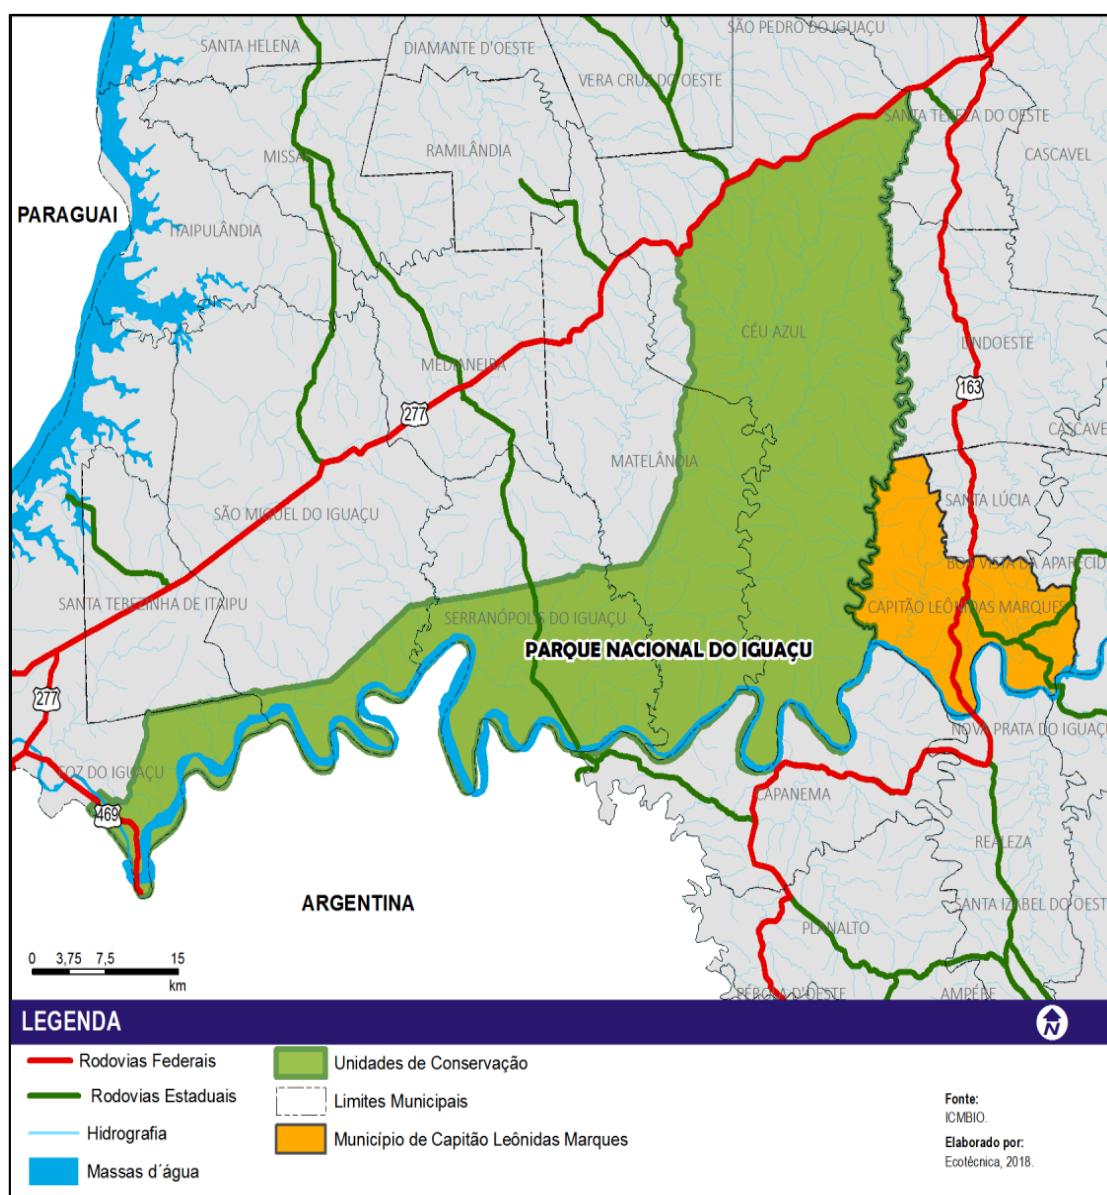 SÃO PEDRO DO IGUAÇU
SANTA HELENA
DIAMANTE D'OESTE
VERA CRUZ DO OESTE
SANTA TEREZA DO OESTE
CASCAVEL
MISSAL
RAMILÂNDIA
PARAGUAI
ITAIPULÂNDIA
CÉU AZUL
LINDOESTE
MEDIANEIRA
163
277
CASCAVEL
MATELÂNDIA
SANTA LÚCIA
SÃO MIGUEL DO IGUAÇU
BOA VISTA DA APARECIDA
SANTA TEREZINHA DE ITAIPU
SERRANÓPOLIS DO IGUAÇU
CAPITÃO LEÔNIDAS MARQUES
PARQUE NACIONAL DO IGUAÇU
277
NOVA PRATA DO IGUAÇU
FOZ DO IGUAÇU
CAPANEMA
469
REALEZA
ARGENTINA
SANTA IZABEL DO OESTE
PLANALTO
0 3,75 7,5 15
km
PÉROLA D'OESTE
AMPÉRE
LEGENDA
N
Rodovias Federais
Rodovias Estaduais
Hidrografia
Massas d´água
Unidades de Conservação
Limites Municipais
Município de Capitão Leônidas Marques
Fonte:
ICMBIO.
Elaborado por:
Ecotécnica, 2018.